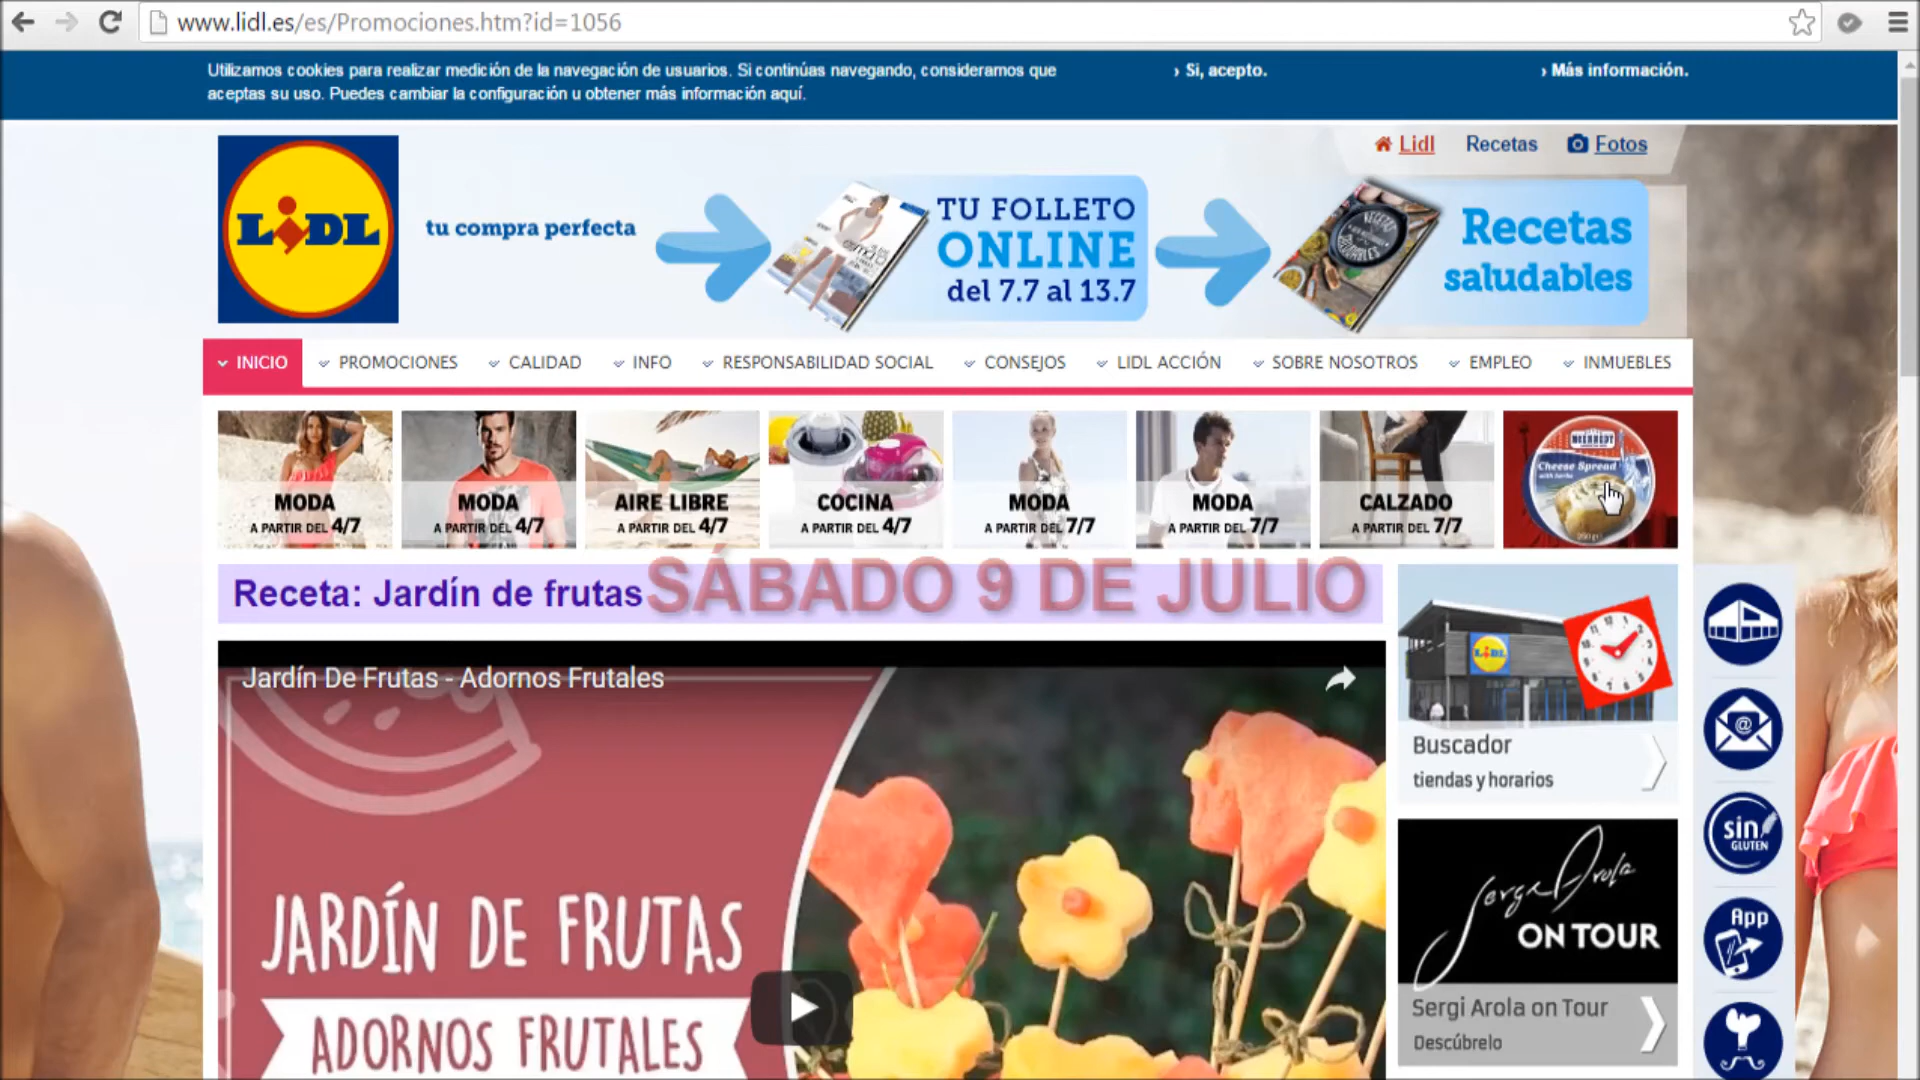 www.lidl.es/es/Promociones.htm?id=1056
Utilizamos cookies para realizar medición de la navegación de usuarios. Si continúas navegando, consideramos que
aceptas su uso. Puedes cambiar la configuración u obtener más información aquí.
› Si, acepto.
› Más información.
Lidl Recetas Fotos
LIDL
tu compra perfecta
TU FOLLETO
ONLINE
del 7.7 al 13.7
Recetas
saludables
INICIO PROMOCIONES CALIDAD INFO RESPONSABILIDAD SOCIAL CONSEJOS LIDL ACCIÓN SOBRE NOSOTROS EMPLEO INMUEBLES
MODA
A PARTIR DEL 4/7
MODA
A PARTIR DEL 4/7
AIRE LIBRE
A PARTIR DEL 4/7
COCINA
A PARTIR DEL 4/7
MODA
A PARTIR DEL 7/7
MODA
A PARTIR DEL 7/7
CALZADO
A PARTIR DEL 7/7
McENNEDY
Cheese Spread
with herbs
Receta: Jardín de frutas
SÁBADO 9 DE JULIO
Jardín De Frutas - Adornos Frutales
JARDÍN DE FRUTAS
ADORNOS FRUTALES
LIDL
Buscador
tiendas y horarios
Sergi Arola
ON TOUR
Sergi Arola on Tour
Descúbrelo
@
sin
GLUTEN
App